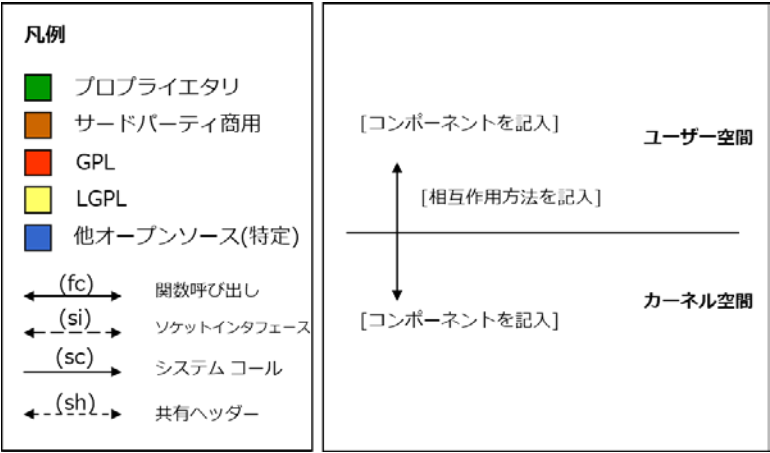 凡例
プロプライエタリ
サードパーティ商用
GPL
LGPL
他オープンソース(特定)
(fc) 関数呼び出し
(si) ソケットインタフェース
(sc) システム コール
(sh) 共有ヘッダー
[コンポーネントを記入]
ユーザー空間
[相互作用方法を記入]
カーネル空間
[コンポーネントを記入]